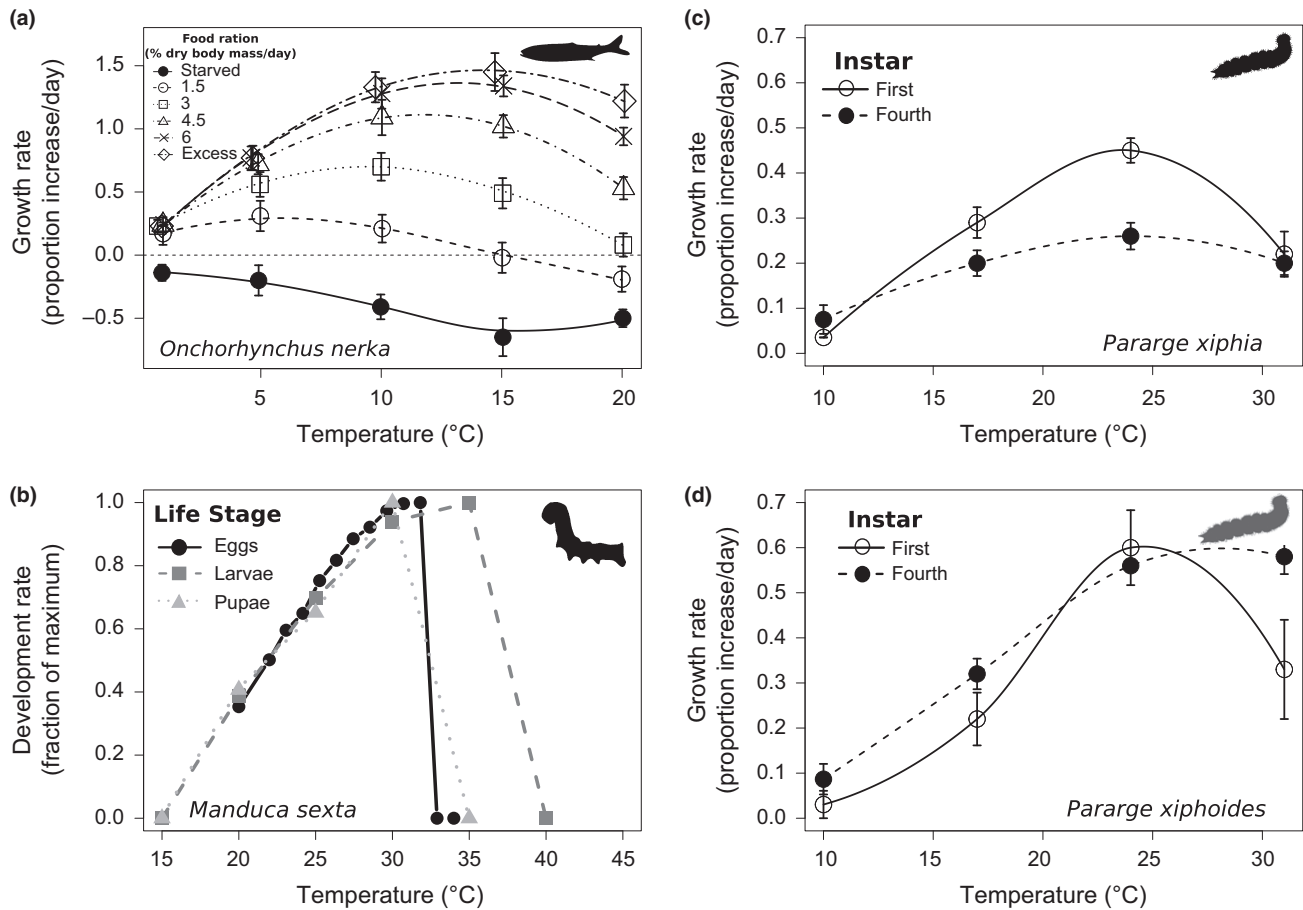 (a)
Food ration
(% dry body mass/day)
Starved
1.5
3
4.5
6
Excess
1.5
1.0
0.5
0.0
–0.5
Growth rate
(proportion increase/day)
Onchorhynchus nerka
5
10
15
20
Temperature (°C)
(b)
Life Stage
Eggs
Larvae
Pupae
1.0
0.8
0.6
0.4
0.2
0.0
Development rate
(fraction of maximum)
Manduca sexta
15
20
25
30
35
40
45
Temperature (°C)
(c)
Instar
First
Fourth
0.7
0.6
0.5
0.4
0.3
0.2
0.1
0.0
Growth rate
(proportion increase/day)
Pararge xiphia
10
15
20
25
30
Temperature (°C)
(d)
Instar
First
Fourth
0.7
0.6
0.5
0.4
0.3
0.2
0.1
0.0
Growth rate
(proportion increase/day)
Pararge xiphoides
10
15
20
25
30
Temperature (°C)